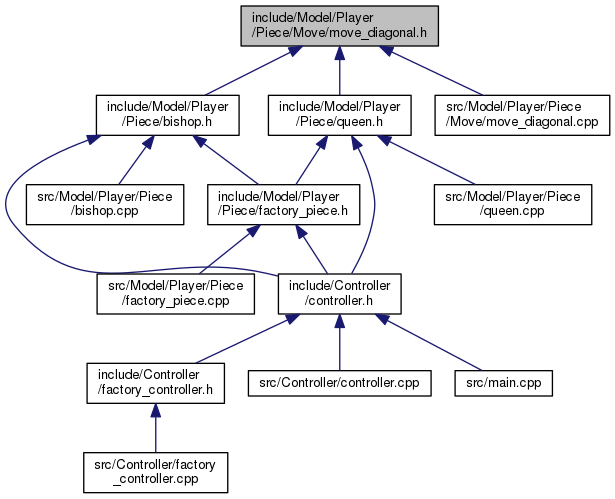 include/Model/Player
/Piece/Move/move_diagonal.h
include/Model/Player
/Piece/bishop.h
include/Model/Player
/Piece/queen.h
src/Model/Player/Piece
/Move/move_diagonal.cpp
src/Model/Player/Piece
/bishop.cpp
include/Model/Player
/Piece/factory_piece.h
src/Model/Player/Piece
/queen.cpp
src/Model/Player/Piece
/factory_piece.cpp
include/Controller
/controller.h
include/Controller
/factory_controller.h
src/Controller/controller.cpp
src/main.cpp
src/Controller/factory
_controller.cpp